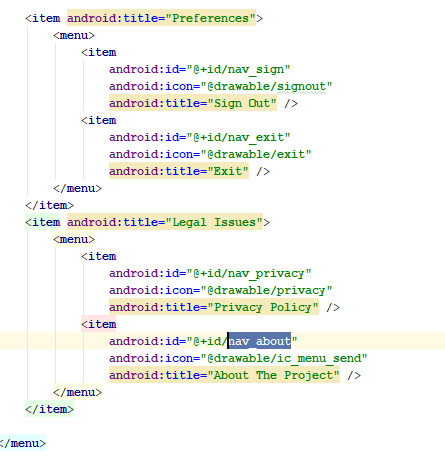 <item android:title="Preferences">
<menu>
<item
android:id="@+id/nav_sign"
android:icon="@drawable/signout"
android:title="Sign Out" />
<item
android:id="@+id/nav_exit"
android:icon="@drawable/exit"
android:title="Exit" />
</menu>
</item>
<item android:title="Legal Issues">
<menu>
<item
android:id="@+id/nav_privacy"
android:icon="@drawable/privacy"
android:title="Privacy Policy" />
<item
android:id="@+id/nav_about"
android:icon="@drawable/ic_menu_send"
android:title="About The Project" />
</menu>
</item>
</menu>